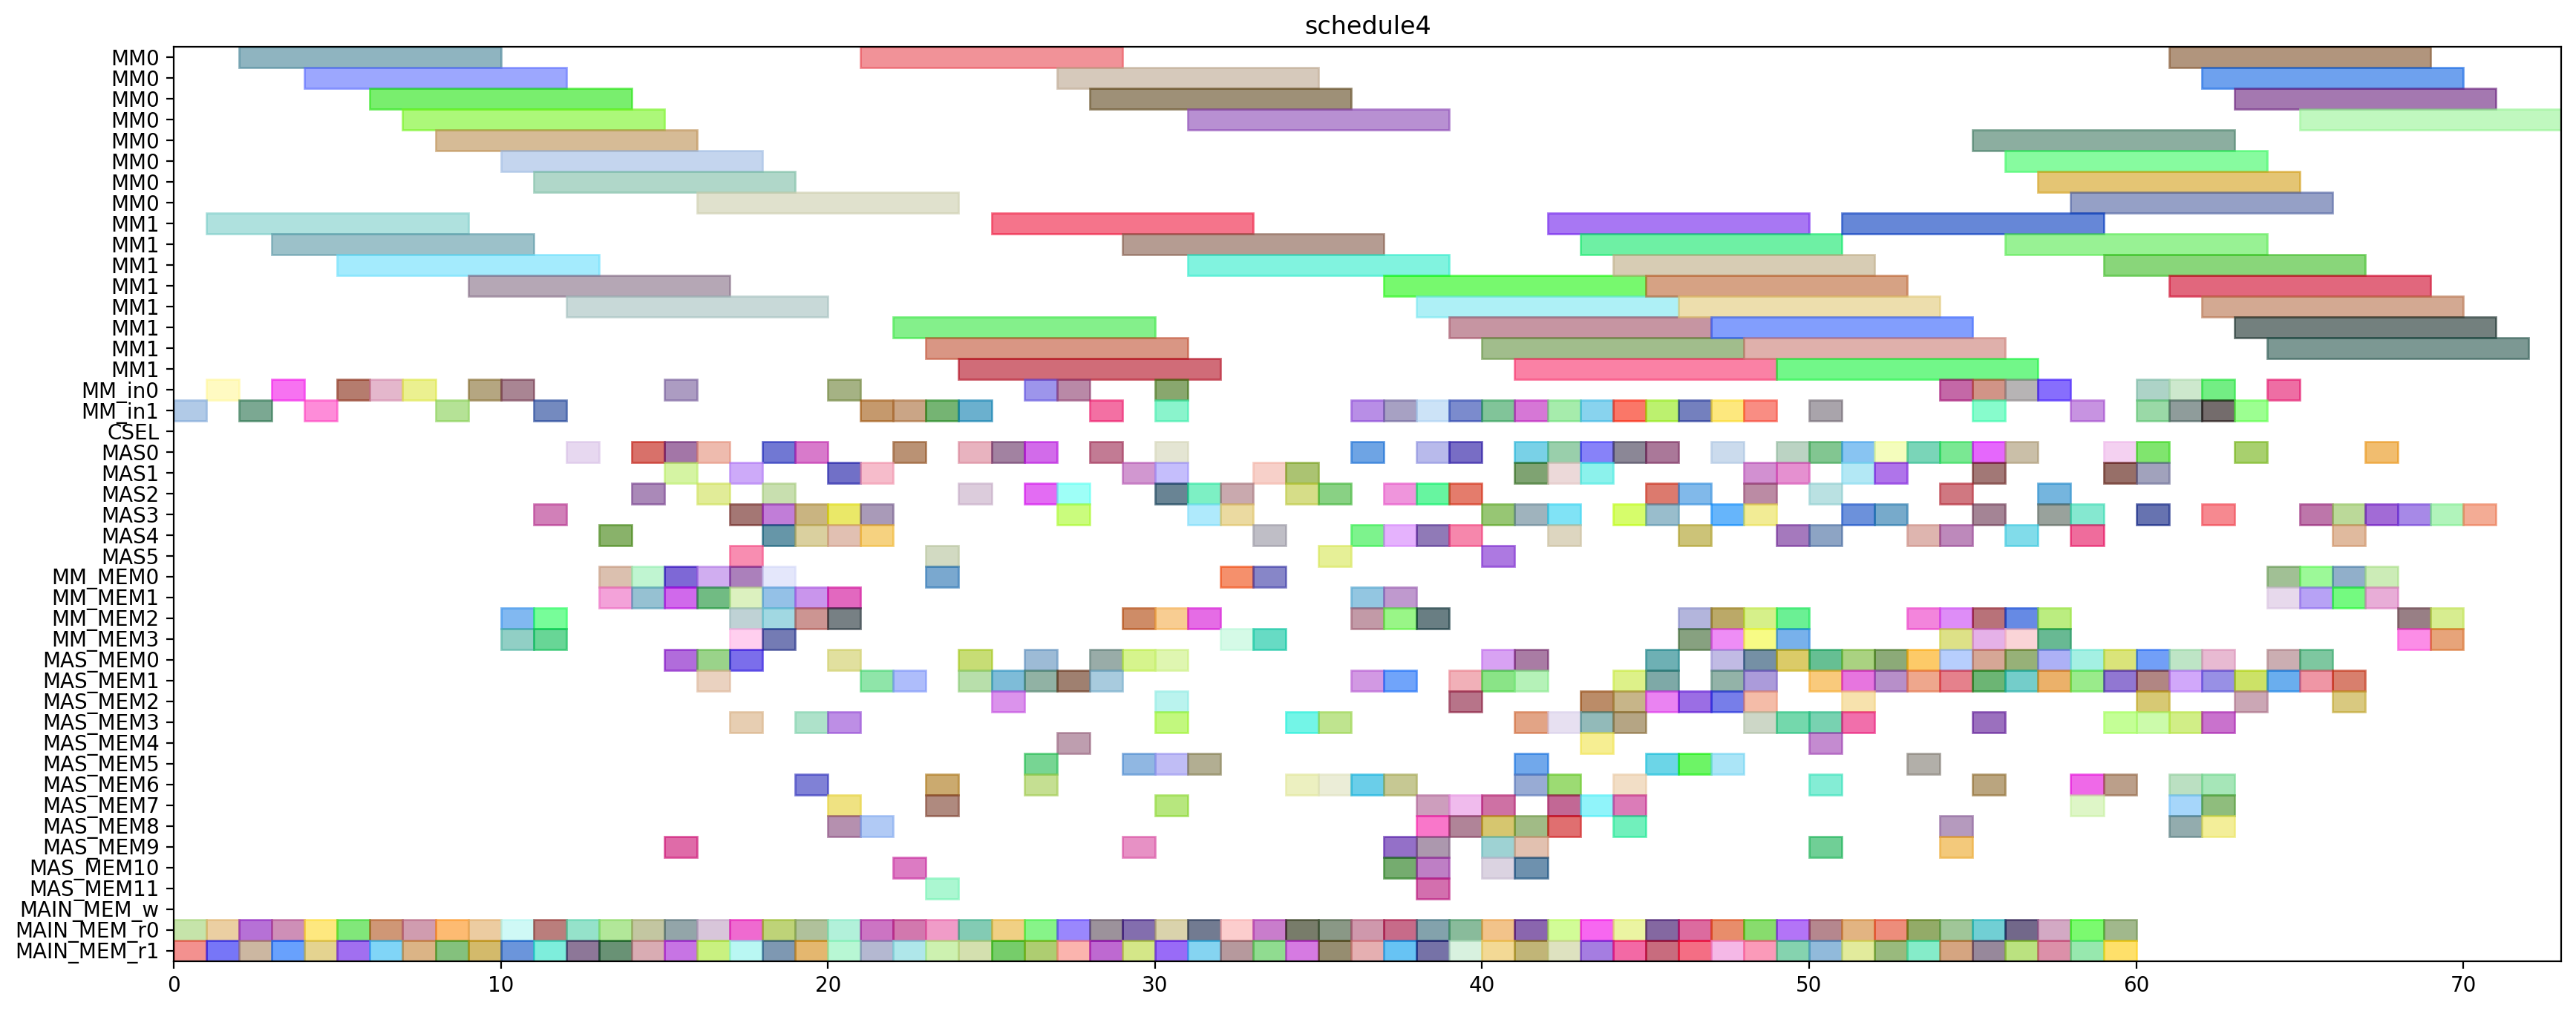 schedule4
MM0
MM0
MM0
MM0
MM0
MM0
MM0
MM0
MM1
MM1
MM1
MM1
MM1
MM1
MM1
MM1
MM_in0
MM_in1
CSEL
MAS0
MAS1
MAS2
MAS3
MAS4
MAS5
MM_MEM0
MM_MEM1
MM_MEM2
MM_MEM3
MAS_MEM0
MAS_MEM1
MAS_MEM2
MAS_MEM3
MAS_MEM4
MAS_MEM5
MAS_MEM6
MAS_MEM7
MAS_MEM8
MAS_MEM9
MAS_MEM10
MAS_MEM11
MAIN_MEM_w
MAIN_MEM_r0
MAIN_MEM_r1
0 10 20 30 40 50 60 70